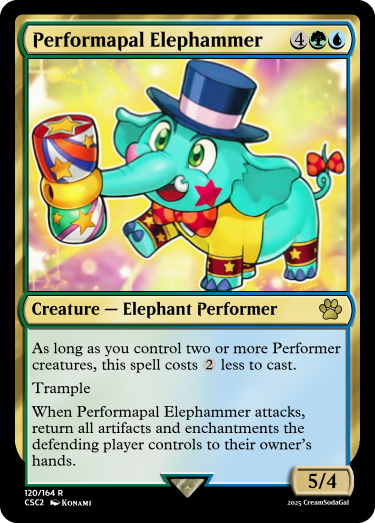 Performapal Elephammer 4
Creature — Elephant Performer
As long as you control two or more Performer
creatures, this spell costs 2 less to cast.
Trample
When Performapal Elephammer attacks,
return all artifacts and enchantments the
defending player controls to their owner's
hands.
5/4
120/164 R
CSC2 Konami
2025 CreamSodaGal